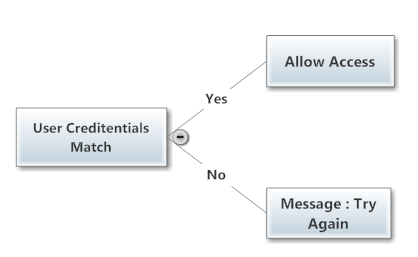 Allow Access
Yes
User Creditentials
Match
No
Message : Try
Again